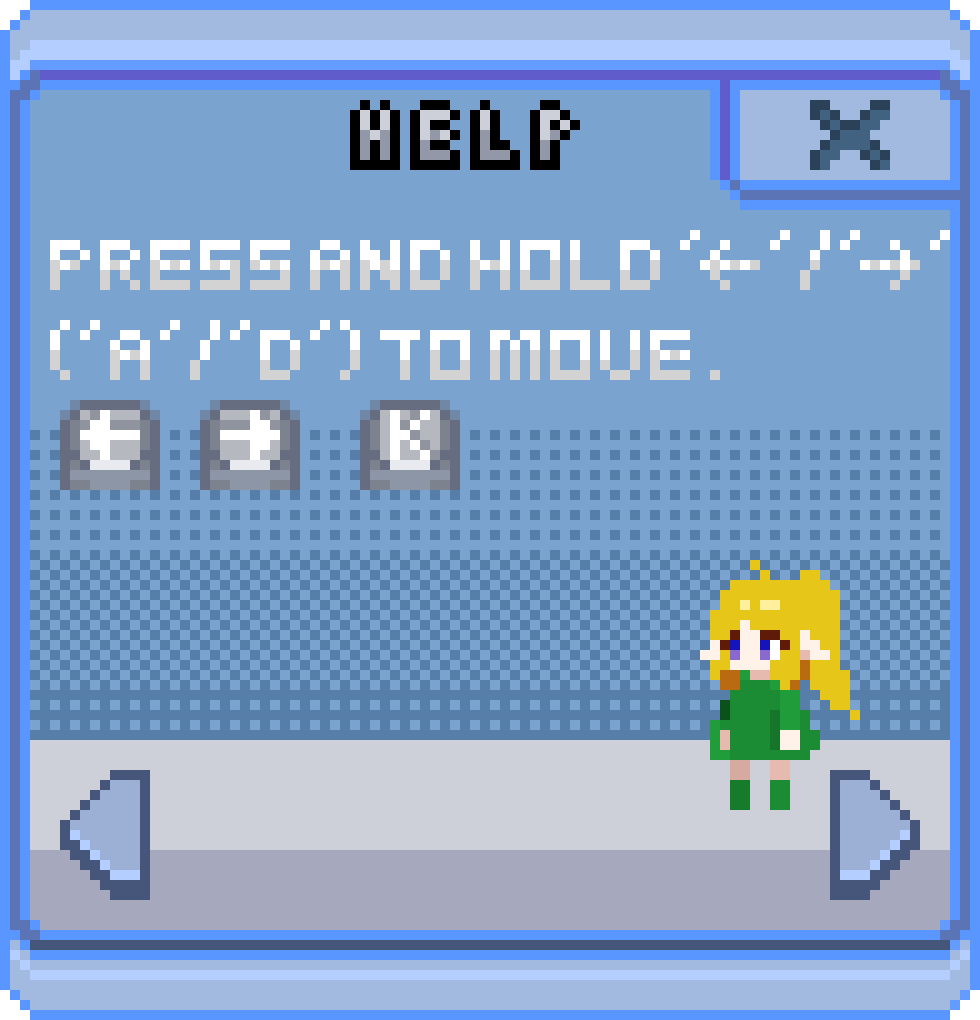 HELP
PRESS AND HOLD '←'/'→'
('A'/'D') TO MOVE.
← → K